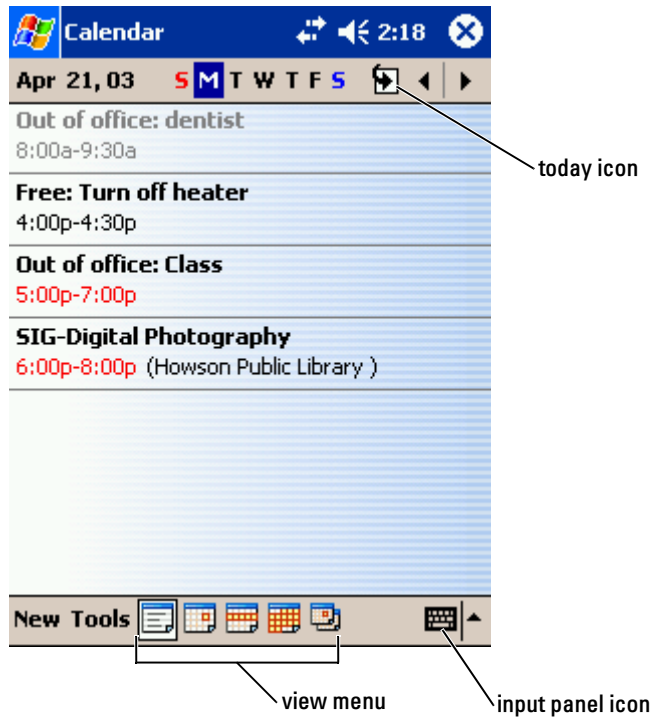 Calendar 2:18
Apr 21, 03 S M T W T F S
Out of office: dentist
8:00a-9:30a
today icon
Free: Turn off heater
4:00p-4:30p
Out of office: Class
5:00p-7:00p
SIG-Digital Photography
6:00p-8:00p (Howson Public Library )
New Tools
view menu
input panel icon